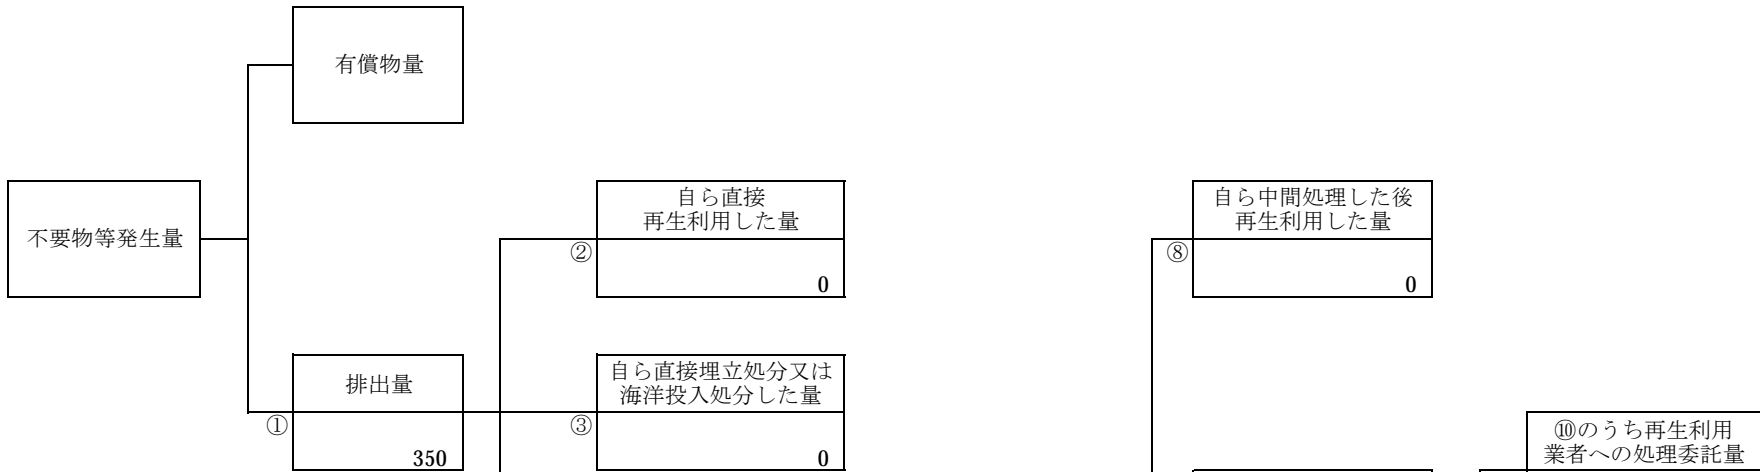 有償物量
不要物等発生量
自ら直接
再生利用した量
②
0
自ら中間処理した後
再生利用した量
⑧
0
排出量
①
350
自ら直接埋立処分又は
海洋投入処分した量
③
0
⑩のうち再生利用
業者への処理委託量